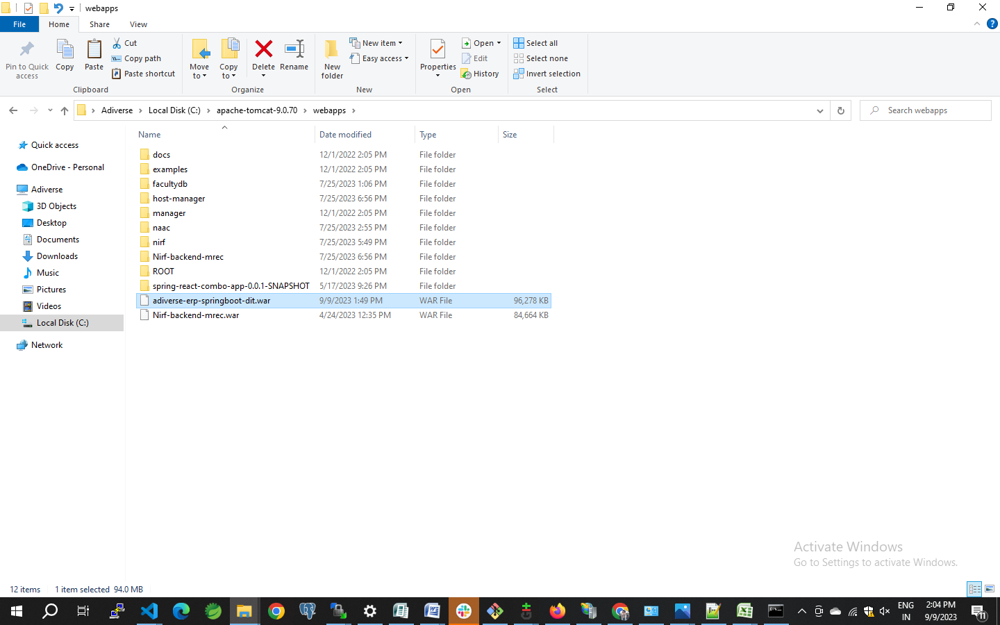 webapps
File Home Share View
Pin to Quick access
Copy
Paste
Cut
Copy path
Paste shortcut
Clipboard
Move to
Copy to
Delete
Rename
Organize
New folder
New item
Easy access
New
Properties
Open
Edit
History
Open
Select all
Select none
Invert selection
Select
Adiverse > Local Disk (C:) > apache-tomcat-9.0.70 > webapps >
Search webapps
Quick access
OneDrive - Personal
Adiverse
3D Objects
Desktop
Documents
Downloads
Music
Pictures
Videos
Local Disk (C:)
Network
Name Date modified Type Size
docs 12/1/2022 2:05 PM File folder
examples 12/1/2022 2:05 PM File folder
facultydb 7/25/2023 1:06 PM File folder
host-manager 7/25/2023 6:56 PM File folder
manager 12/1/2022 2:05 PM File folder
naac 7/25/2023 2:55 PM File folder
nirf 7/25/2023 5:49 PM File folder
Nirf-backend-mrec 7/25/2023 6:56 PM File folder
ROOT 12/1/2022 2:05 PM File folder
spring-react-combo-app-0.0.1-SNAPSHOT 5/17/2023 9:26 PM File folder
adiverse-erp-springboot-dit.war 9/9/2023 1:49 PM WAR File 96,278 KB
Nirf-backend-mrec.war 4/24/2023 12:35 PM WAR File 84,664 KB
Activate Windows
Go to Settings to activate Windows.
12 items 1 item selected 94.0 MB
ENG
IN
2:04 PM
9/9/2023
11